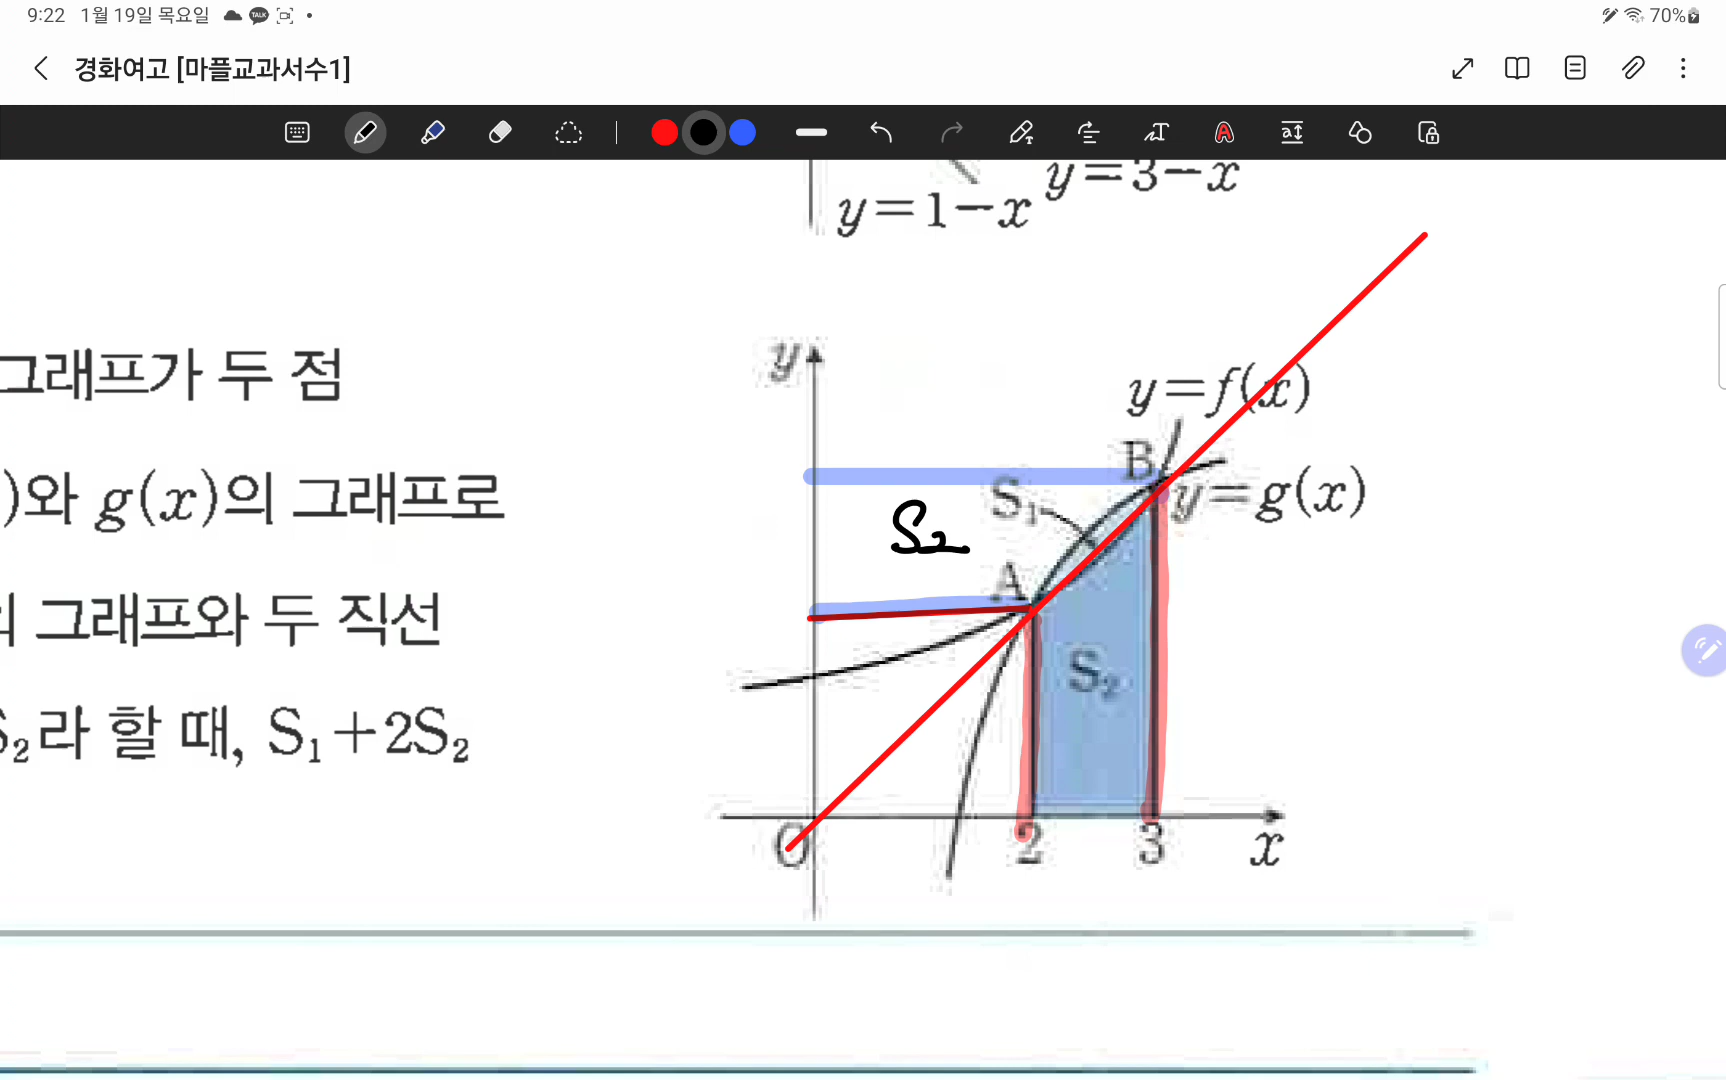 9:22 1월 19일 목요일 TALK 70%
경화여고 [마플교과서수1]
y=3−x
y=1−x
그래프가 두 점
)와 g(x)의 그래프로
그래프와 두 직선
S₂라 할 때, S₁+2S₂
y
y=f(x)
B
S₁
y=g(x)
S₂
A
S₂
O 2 3 x